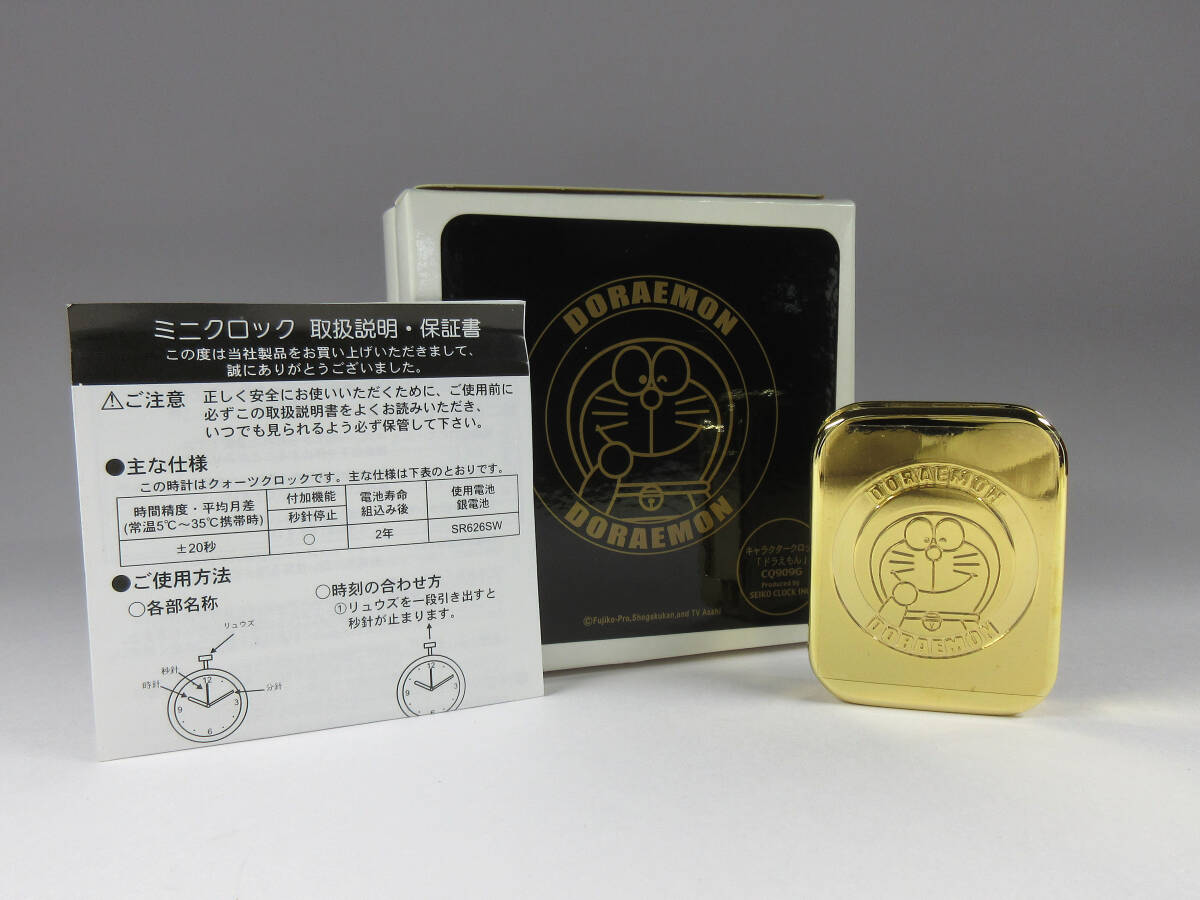 ミニクロック 取扱説明・保証書
この度は当社製品をお買い上げいただきまして、
誠にありがとうございました。
⚠ご注意 正しく安全にお使いいただくために、ご使用前に
必ずこの取扱説明書をよくお読みいただき、
いつでも見られるよう必ず保管して下さい。
●主な仕様
この時計はクォーツクロックです。主な仕様は下表のとおりです。
時間精度・平均月差
(常温5℃～35℃携帯時)
付加機能
秒針停止
電池寿命
組込み後
使用電池
銀電池
±20秒
○
2年
SR626SW
●ご使用方法
○各部名称
リュウズ
秒針
時針
分針
12
3
6
9
○時刻の合わせ方
①リュウズを一段引き出すと
秒針が止まります。
12
3
6
9
DORAEMON
DORAEMON
キャラクタークロッ
「ドラえもん」
CQ909G
Produced by
SEIKO CLOCK INC
©Fujiko-Pro,Shogakukan,and TV Asahi
DORAEMON
DORAEMON